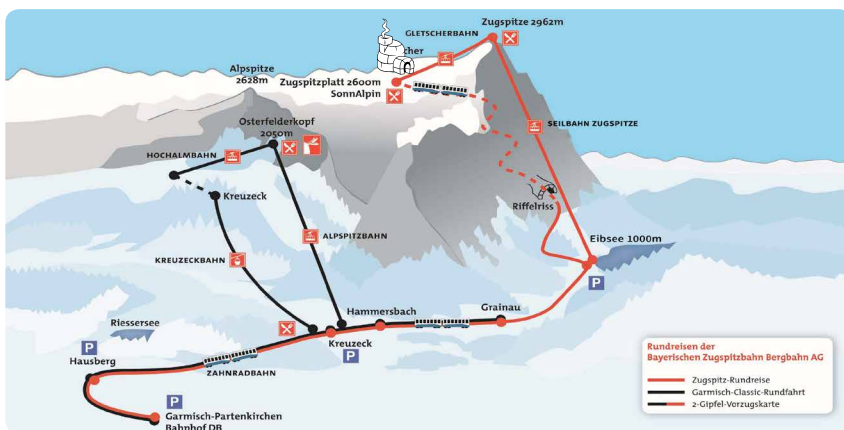 Zugspitze 2962m
GLETSCHERBAHN
cher
Alpspitze
2628m
Zugspitzplatt 2600m
SonnAlpin
Osterfelderkopf
2050m
SEILBAHN ZUGSPITZE
HOCHALMBAHN
Kreuzeck
Riffelriss
ALPSPITZBAHN
Eibsee 1000m
KREUZECKBAHN
P
Hammersbach
Grainau
Riessersee
Kreuzeck
P
P
Hausberg
ZAHNRADBAHN
P
Garmisch-Partenkirchen
Bahnhof DB
Rundreisen der
Bayerischen Zugspitzbahn Bergbahn AG
Zugspitz-Rundreise
Garmisch-Classic-Rundfahrt
2-Gipfel-Vorzugskarte